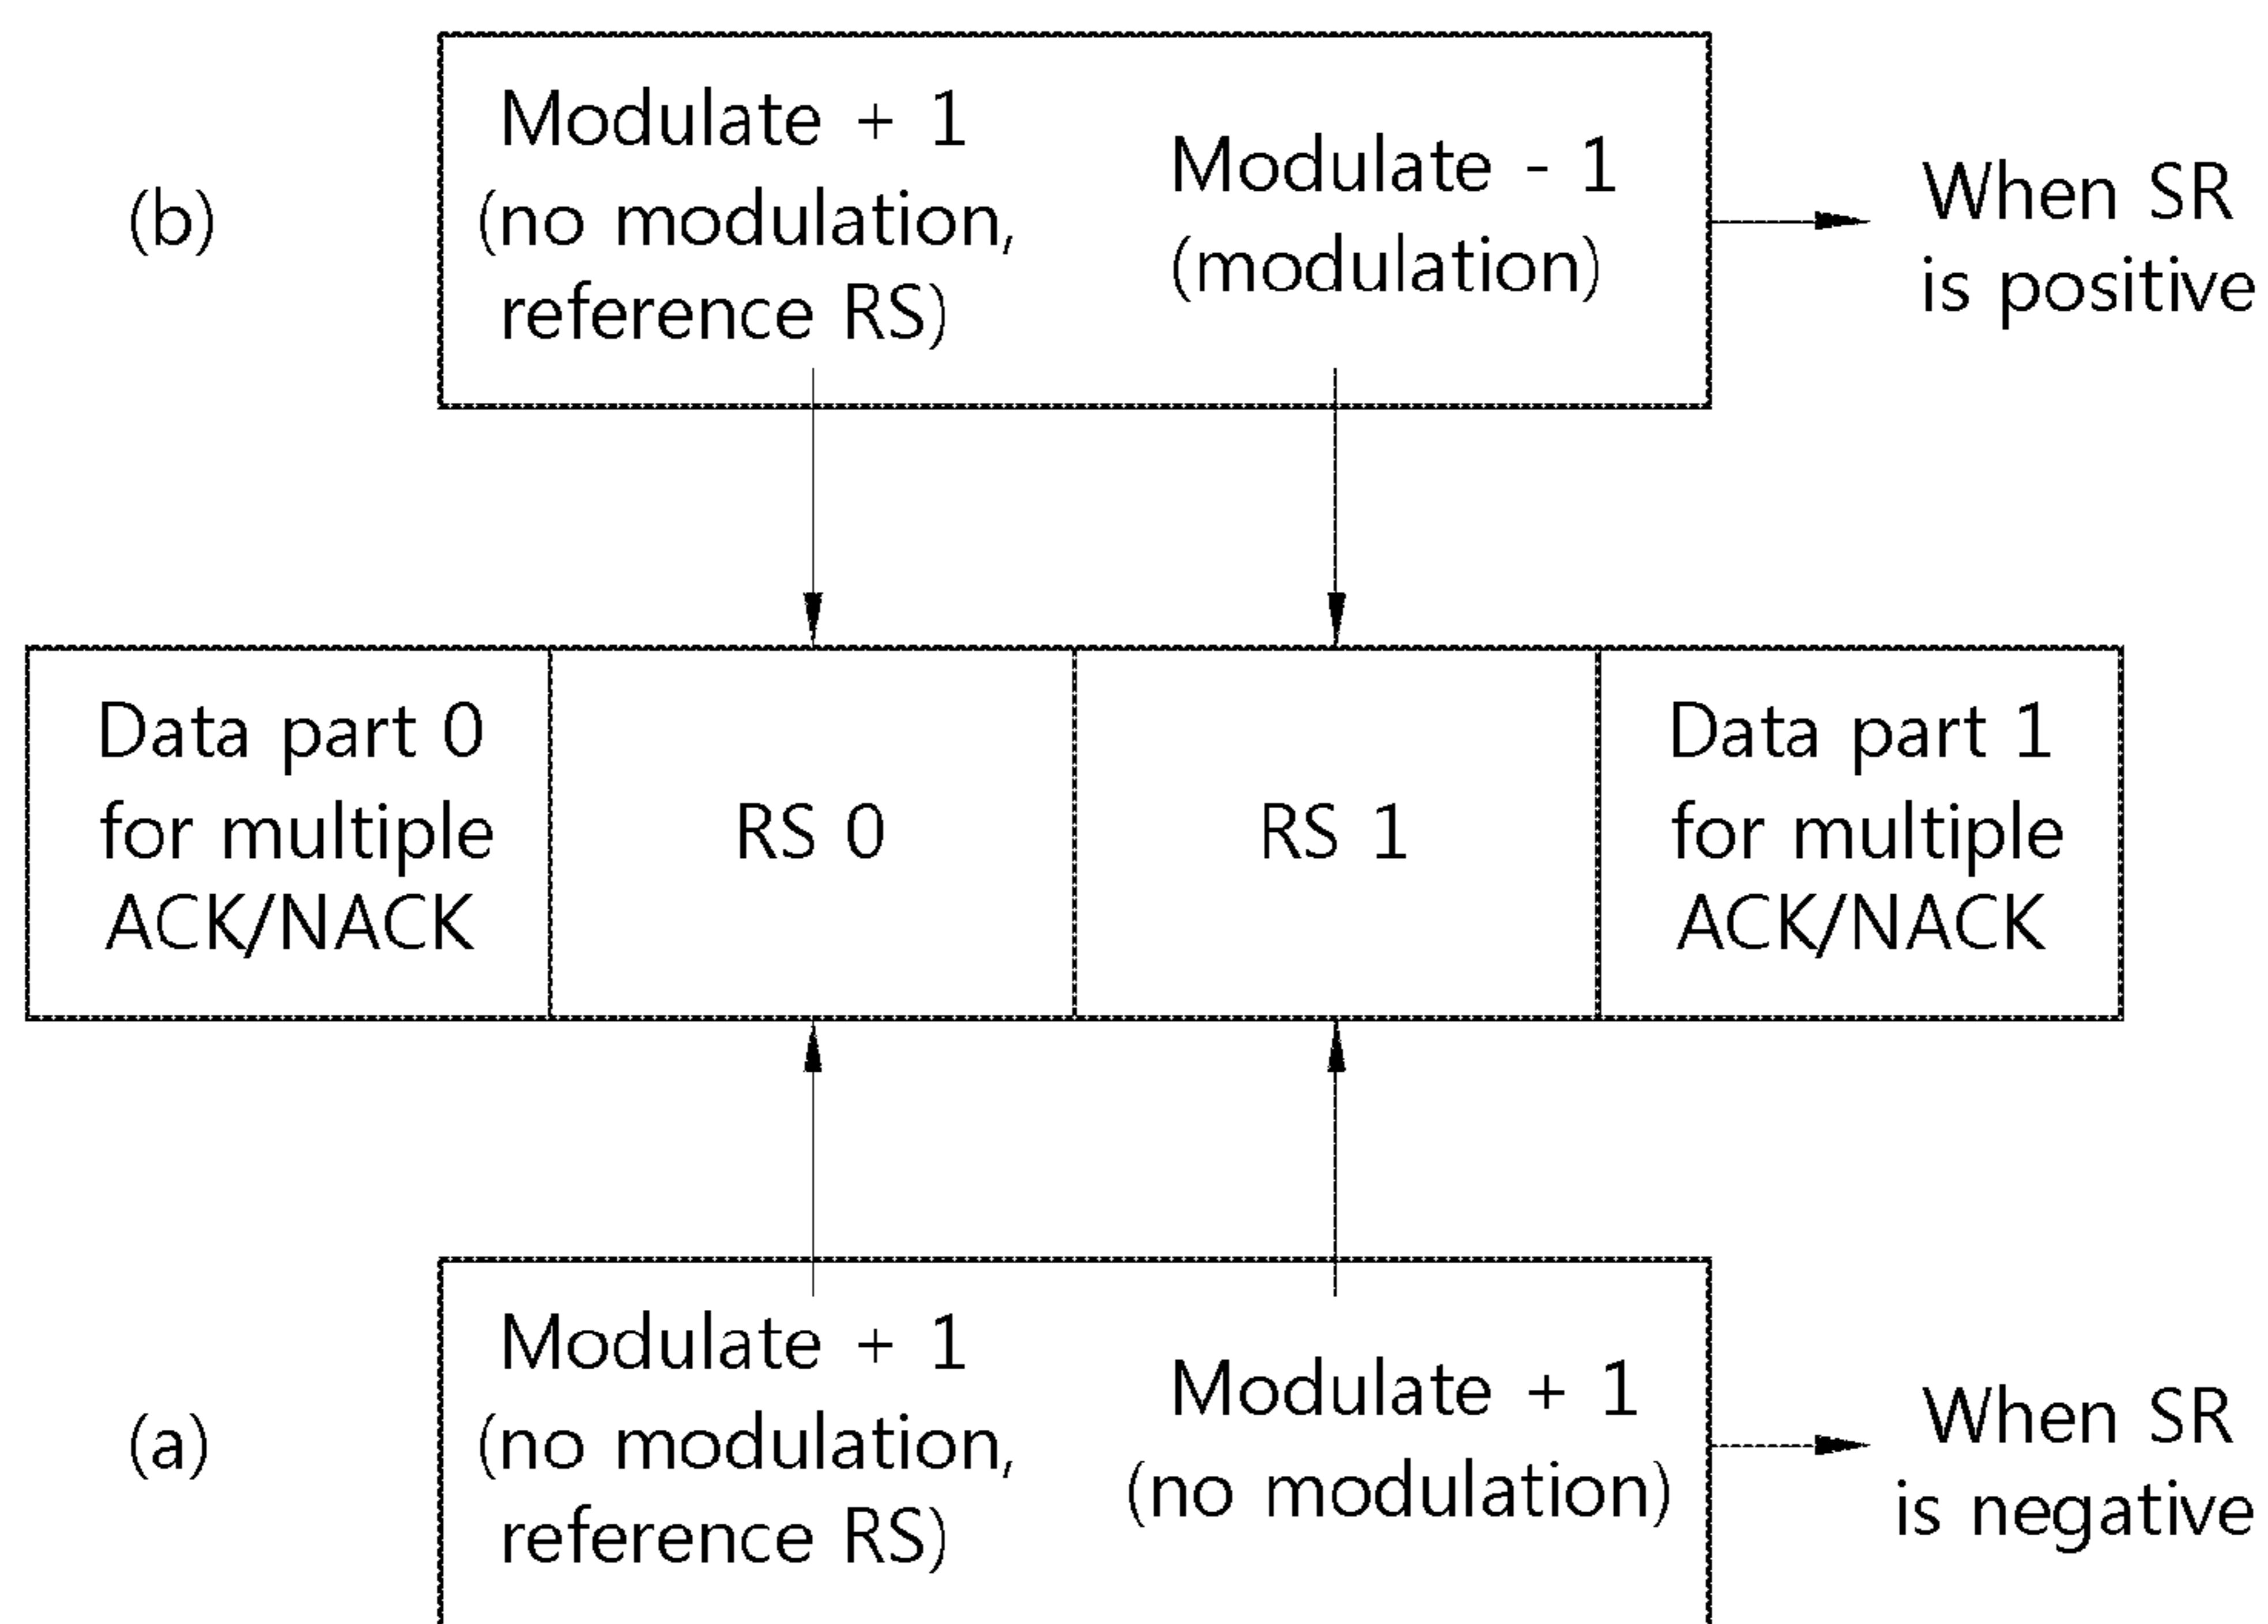 (b)
Modulate + 1
(no modulation,
reference RS)
Modulate - 1
(modulation)
When SR
is positive
Data part 0
for multiple
ACK/NACK
RS 0
RS 1
Data part 1
for multiple
ACK/NACK
(a)
Modulate + 1
(no modulation,
reference RS)
Modulate + 1
(no modulation)
When SR
is negative